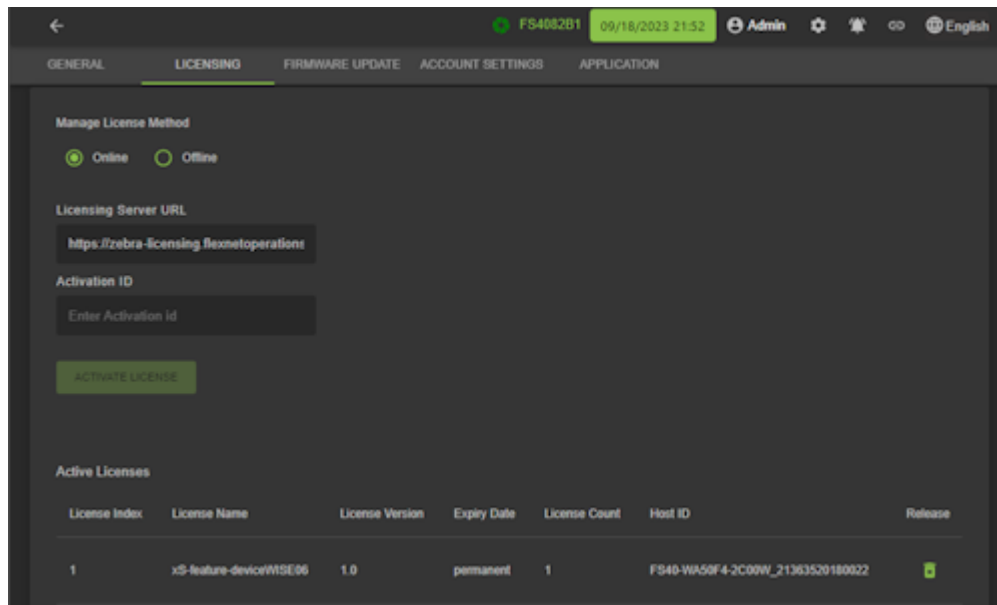 FS4082B1 09/18/2023 21:52 Admin English
GENERAL LICENSING FIRMWARE UPDATE ACCOUNT SETTINGS APPLICATION
Manage License Method
Online Offline
Licensing Server URL
https://zebra-licensing.flexnetoperations
Activation ID
Enter Activation id
ACTIVATE LICENSE
Active Licenses
License Index License Name License Version Expiry Date License Count Host ID Release
1 xS-feature-deviceWISE06 1.0 permanent 1 FS40-WA50F4-2C00W_21363520180022